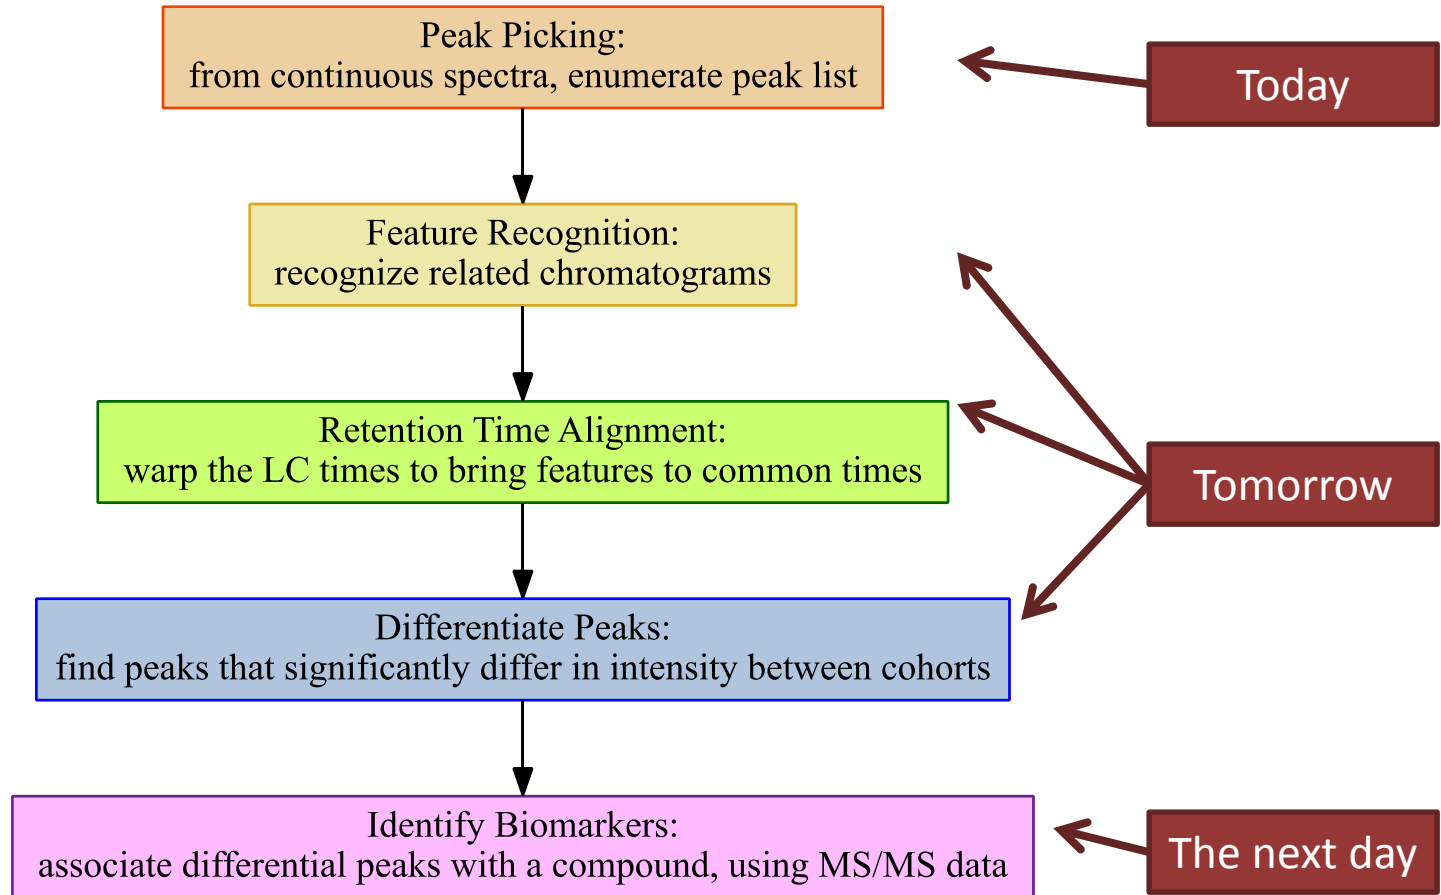 Peak Picking:
from continuous spectra, enumerate peak list
Today
Feature Recognition:
recognize related chromatograms
Retention Time Alignment:
warp the LC times to bring features to common times
Tomorrow
Differentiate Peaks:
find peaks that significantly differ in intensity between cohorts
Identify Biomarkers:
associate differential peaks with a compound, using MS/MS data
The next day